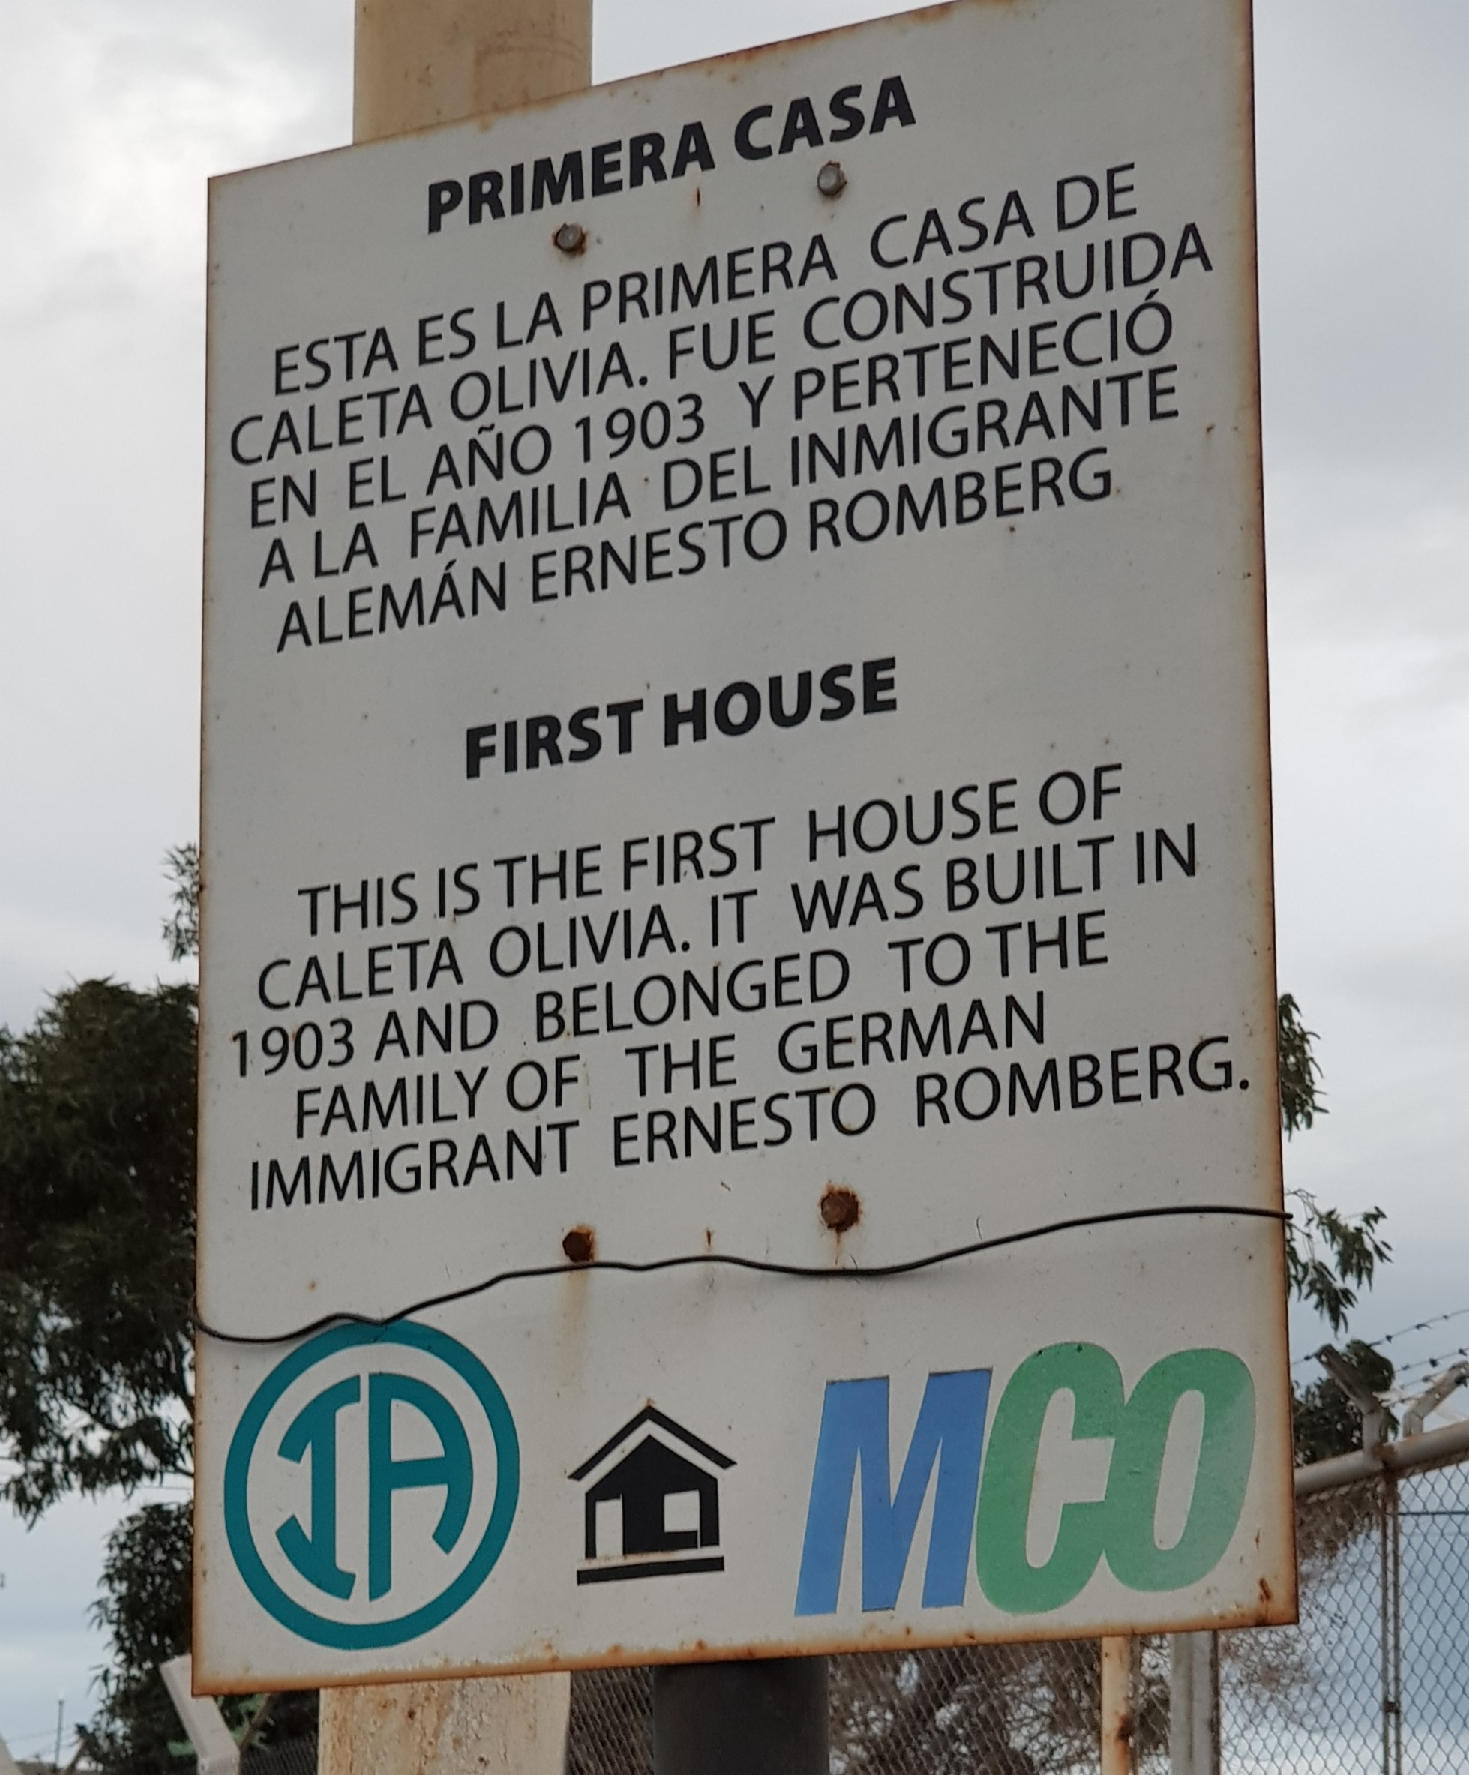 PRIMERA CASA
ESTA ES LA PRIMERA CASA DE
CALETA OLIVIA. FUE CONSTRUIDA
EN EL AÑO 1903 Y PERTENECIÓ
A LA FAMILIA DEL INMIGRANTE
ALEMÁN ERNESTO ROMBERG
FIRST HOUSE
THIS IS THE FIRST HOUSE OF
CALETA OLIVIA. IT WAS BUILT IN
1903 AND BELONGED TO THE
FAMILY OF THE GERMAN
IMMIGRANT ERNESTO ROMBERG.
IA
MCO